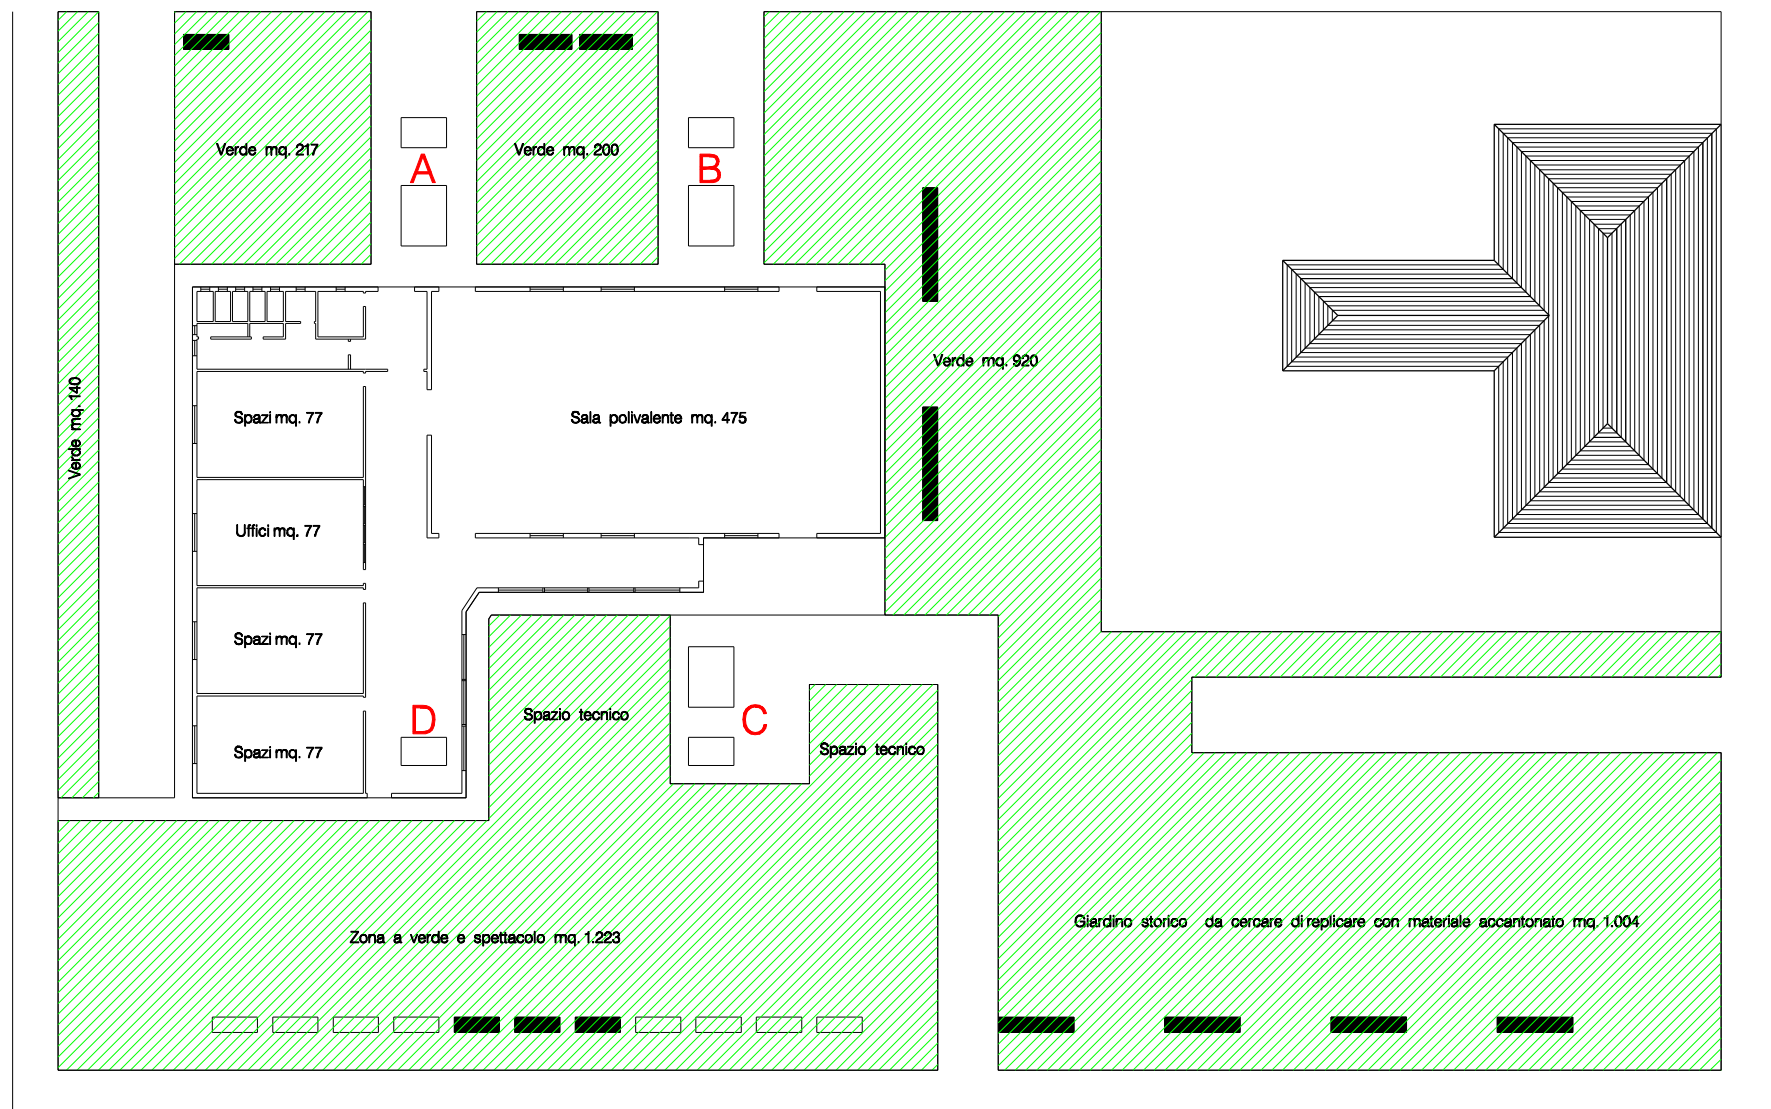 Verde mq. 217
Verde mq. 200
A
B
Verde mq. 920
Verde mq. 140
Spazi mq. 77
Sala polivalente mq. 475
Uffici mq. 77
Spazi mq. 77
D
Spazio tecnico
C
Spazi mq. 77
Spazio tecnico
Giardino storico da cercare di replicare con materiale accantonato mq. 1.004
Zona a verde e spettacolo mq. 1.223